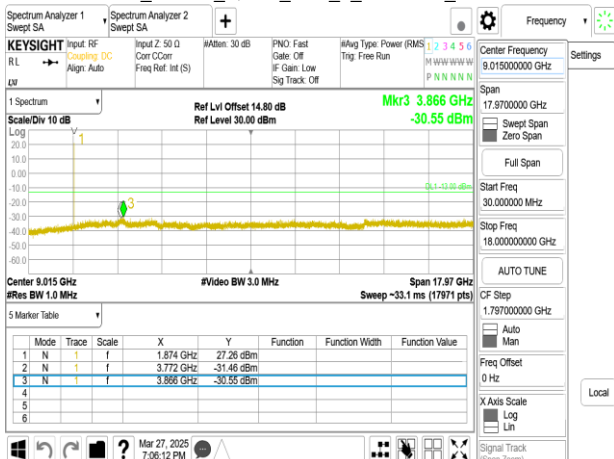 Spectrum Analyzer 1
Swept SA
Spectrum Analyzer 2
Swept SA
+
Frequency
KEYSIGHT
RL
Input: RF
Coupling: DC
Align: Auto
Input Z: 50 Ω
Corr CCorr
Freq Ref: Int (S)
#Atten: 30 dB
PNO: Fast
Gate: Off
IF Gain: Low
Sig Track: Off
#Avg Type: Power (RMS
Trig: Free Run
1 2 3 4 5 6
M W W W W W
P N N N N N
Center Frequency
9.015000000 GHz
Settings
Span
17.9700000 GHz
Swept Span
Zero Span
Full Span
Start Freq
30.000000 MHz
Stop Freq
18.000000000 GHz
AUTO TUNE
CF Step
1.797000000 GHz
Auto
Man
Freq Offset
0 Hz
X Axis Scale
Log
Lin
Signal Track
Local
1 Spectrum
Scale/Div 10 dB
Log
Ref Lvl Offset 14.80 dB
Ref Level 30.00 dBm
Mkr3 3.866 GHz
-30.55 dBm
20.0
10.0
0.00
-10.0
-20.0
-30.0
-40.0
-50.0
-60.0
1
3
DL1 -13.00 dBm
Center 9.015 GHz
#Res BW 1.0 MHz
#Video BW 3.0 MHz
Span 17.97 GHz
Sweep ~33.1 ms (17971 pts)
5 Marker Table
Mode Trace Scale X Y Function Function Width Function Value
1 N 1 f 1.874 GHz 27.26 dBm
2 N 1 f 3.772 GHz -31.46 dBm
3 N 1 f 3.866 GHz -30.55 dBm
4
5
6
?
Mar 27, 2025
7:06:12 PM